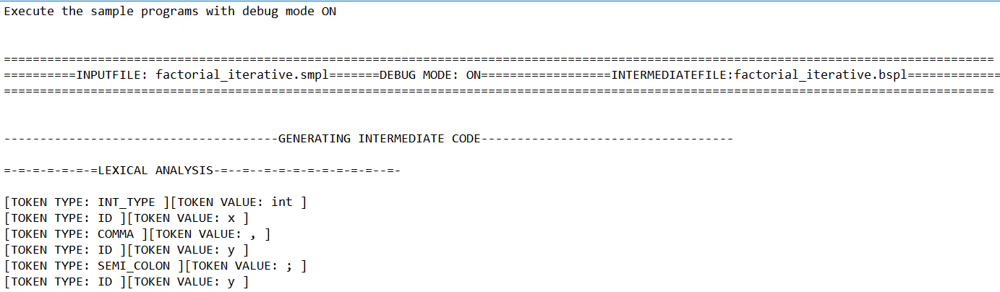 Execute the sample programs with debug mode ON
=========================================================================================================================================
==========INPUTFILE: factorial_iterative.smpl=======DEBUG MODE: ON==================INTERMEDIATEFILE:factorial_iterative.bspl=============
=========================================================================================================================================
--------------------------------------GENERATING INTERMEDIATE CODE-----------------------------------
=-=-=-=-=-=-=LEXICAL ANALYSIS-=--=--=-=-=-=-=-=-=-=--=-
[TOKEN TYPE: INT_TYPE ][TOKEN VALUE: int ]
[TOKEN TYPE: ID ][TOKEN VALUE: x ]
[TOKEN TYPE: COMMA ][TOKEN VALUE: , ]
[TOKEN TYPE: ID ][TOKEN VALUE: y ]
[TOKEN TYPE: SEMI_COLON ][TOKEN VALUE: ; ]
[TOKEN TYPE: ID ][TOKEN VALUE: y ]